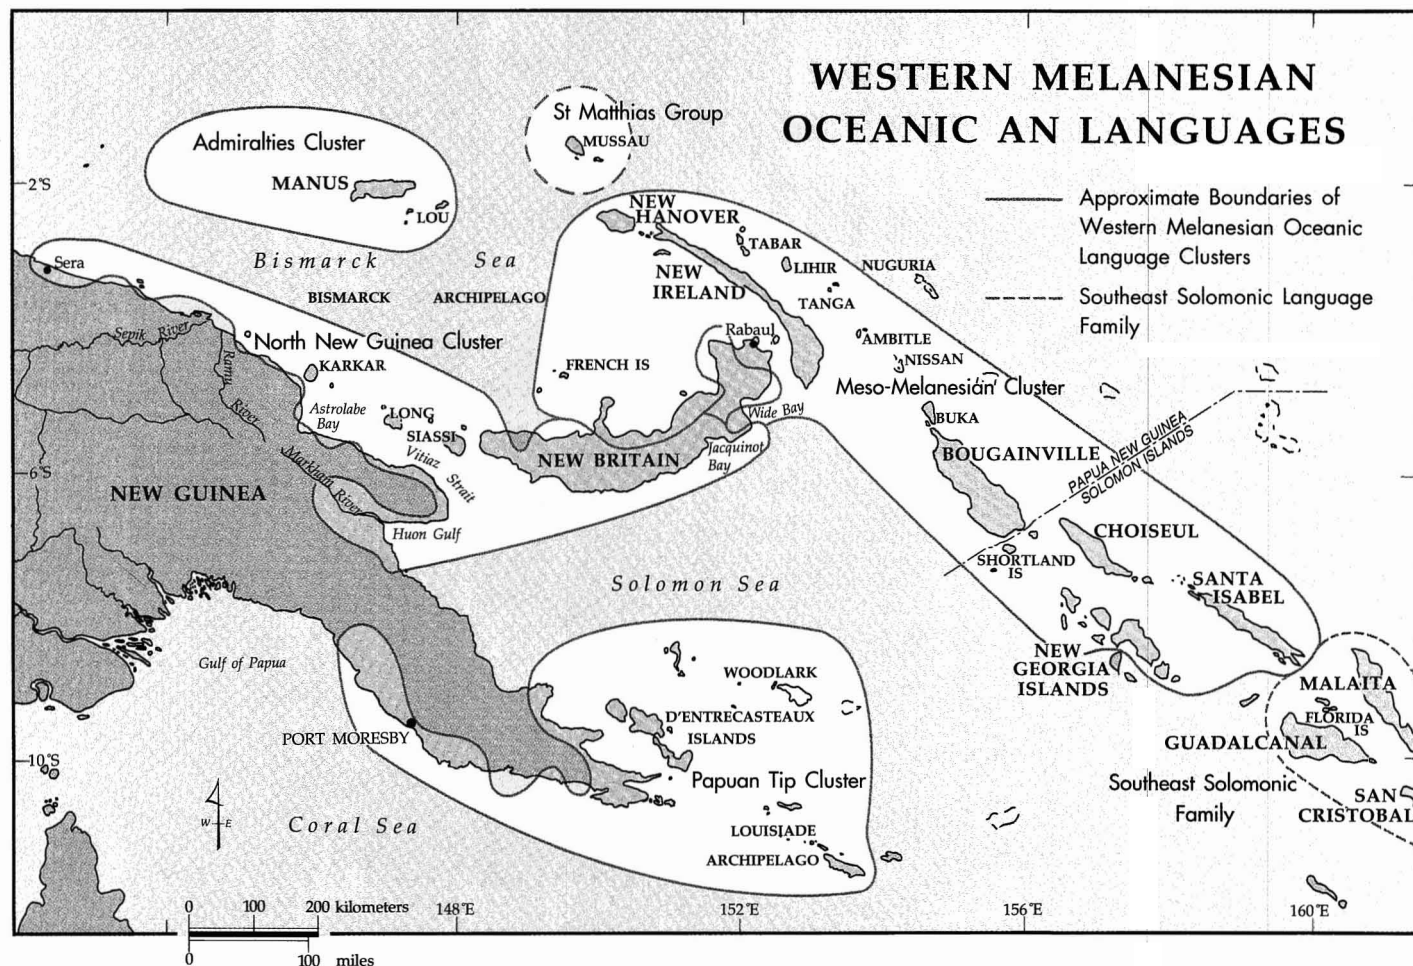 WESTERN MELANESIAN
OCEANIC AN LANGUAGES
Approximate Boundaries of
Western Melanesian Oceanic
Language Clusters
Southeast Solomonic Language
Family
St Matthias Group
MUSSAU
Admiralties Cluster
MANUS
LOU
2°S
Sera
Bismarck Sea
BISMARCK ARCHIPELAGO
NEW
HANOVER
TABAR
LIHIR
NEW
IRELAND
TANGA
NUGURIA
AMBITLE
NISSAN
Meso-Melanesian Cluster
Rabaul
FRENCH IS
Sepik River
Ramu
River
North New Guinea Cluster
KARKAR
Astrolabe
Bay
LONG
SIASSI
Vitiaz
Strait
Markham River
Huon Gulf
6°S
NEW GUINEA
NEW BRITAIN
Wide Bay
Jacquinot
Bay
BUKA
BOUGAINVILLE
PAPUA NEW GUINEA
SOLOMON ISLANDS
SHORTLAND
IS
CHOISEUL
SANTA
ISABEL
Solomon Sea
NEW
GEORGIA
ISLANDS
MALAITA
FLORIDA
IS
GUADALCANAL
Southeast Solomonic
Family
SAN
CRISTOBAL
Gulf of Papua
PORT MORESBY
WOODLARK
D'ENTRECASTEAUX
ISLANDS
Papuan Tip Cluster
LOUISIADE
ARCHIPELAGO
10°S
W E
Coral Sea
0 100 200 kilometers
0 100 miles
148°E
152°E
156°E
160°E